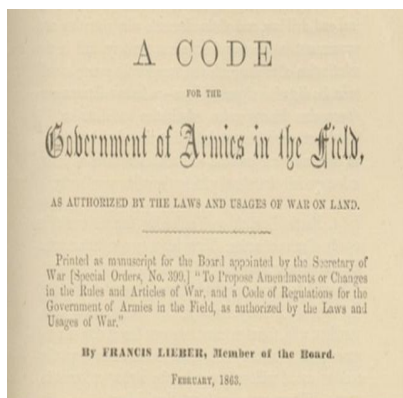 A CODE
FOR THE
Government of Armies in the Field,
AS AUTHORIZED BY THE LAWS AND USAGES OF WAR ON LAND.
Printed as manuscript for the Board appointed by the Secretary of
War [Special Orders, No. 399,] "To Propose Amendments or Changes
in the Rules and Articles of War, and a Code of Regulations for the
Government of Armies in the Field, as authorized by the Laws and
Usages of War."
By FRANCIS LIEBER, Member of the Board.
FEBRUARY, 1863.